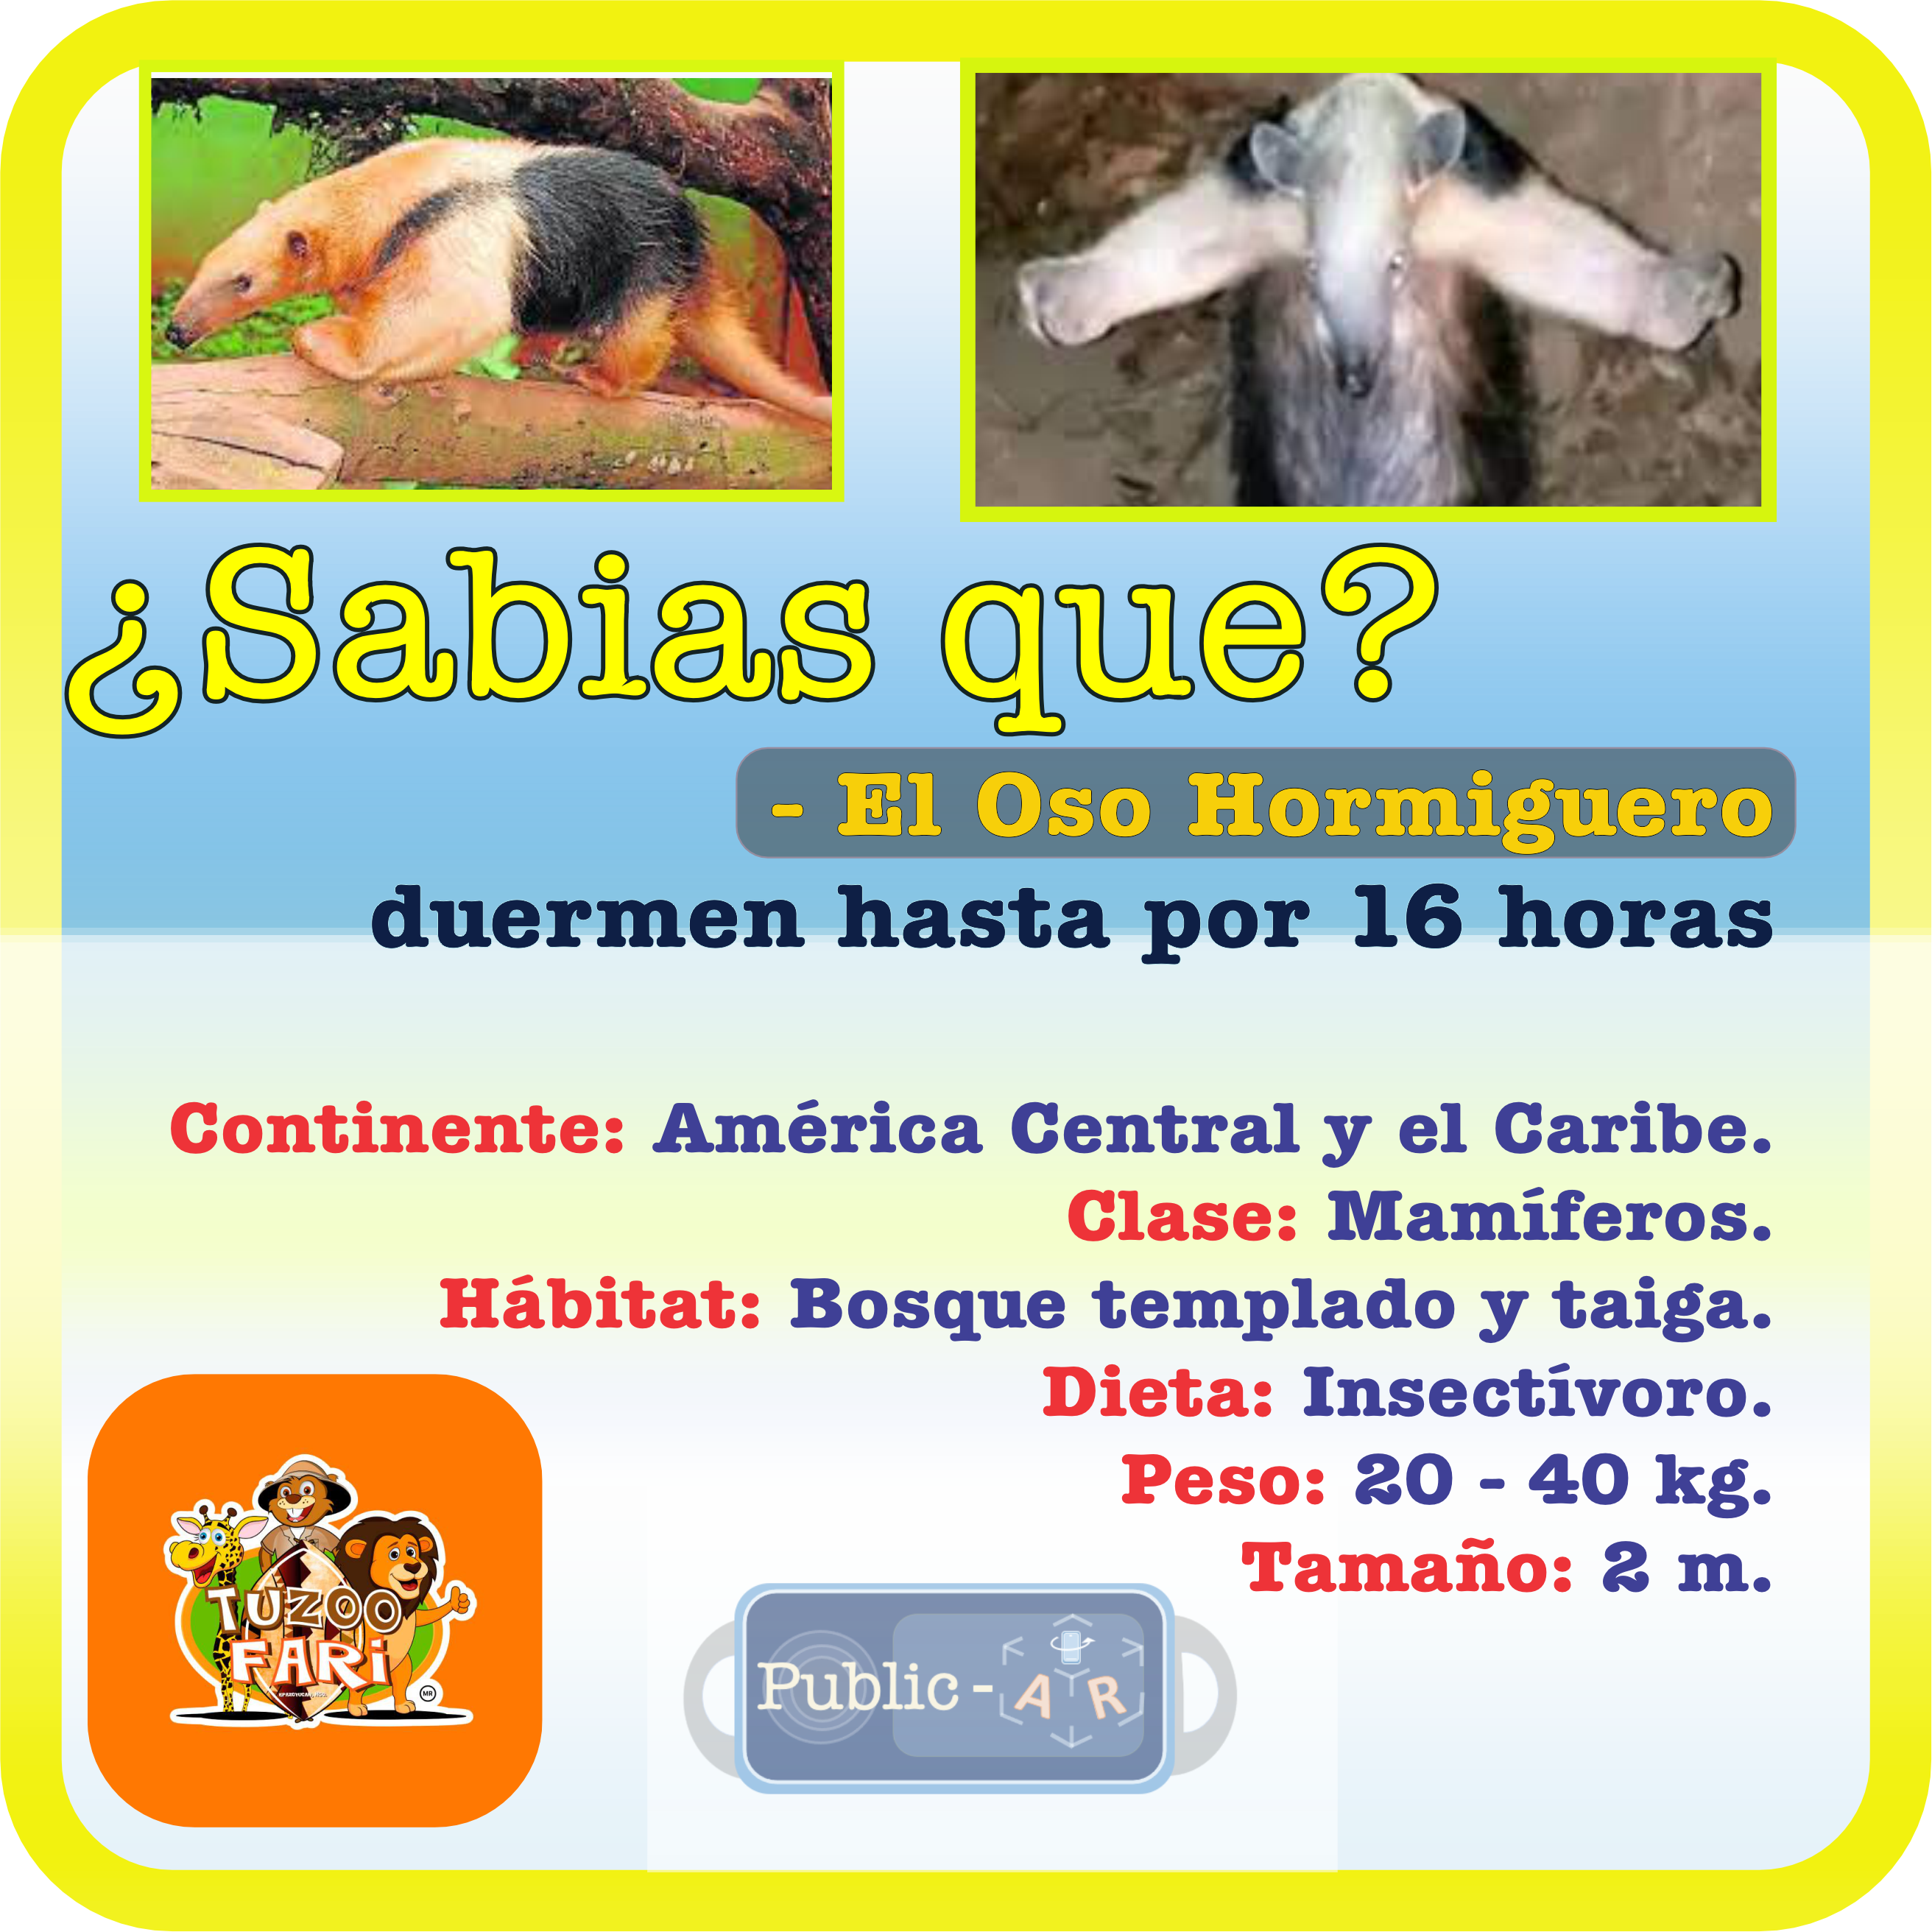 ¿Sabias que?
- El Oso Hormiguero
duermen hasta por 16 horas
Continente: América Central y el Caribe.
Clase: Mamíferos.
Hábitat: Bosque templado y taiga.
Dieta: Insectívoro.
Peso: 20 - 40 kg.
Tamaño: 2 m.
TUZOO
FARi
MR
Public - AR